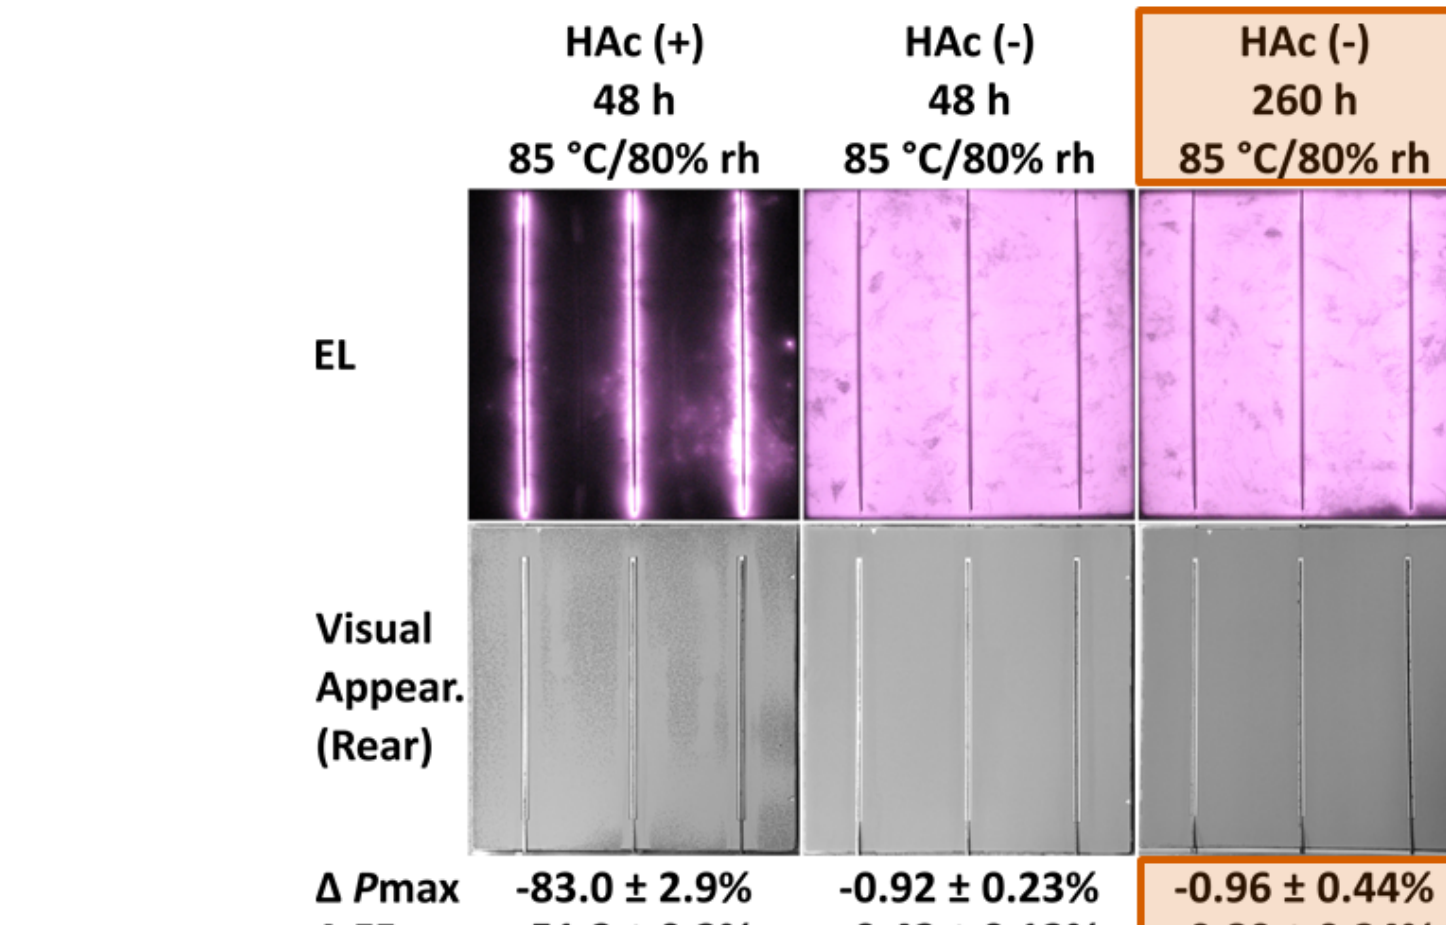 HAc (+) HAc (-) HAc (-)
48 h 48 h 260 h
85 °C/80% rh 85 °C/80% rh 85 °C/80% rh
EL
Visual
Appear.
(Rear)
Δ Pmax -83.0 ± 2.9% -0.92 ± 0.23% -0.96 ± 0.44%